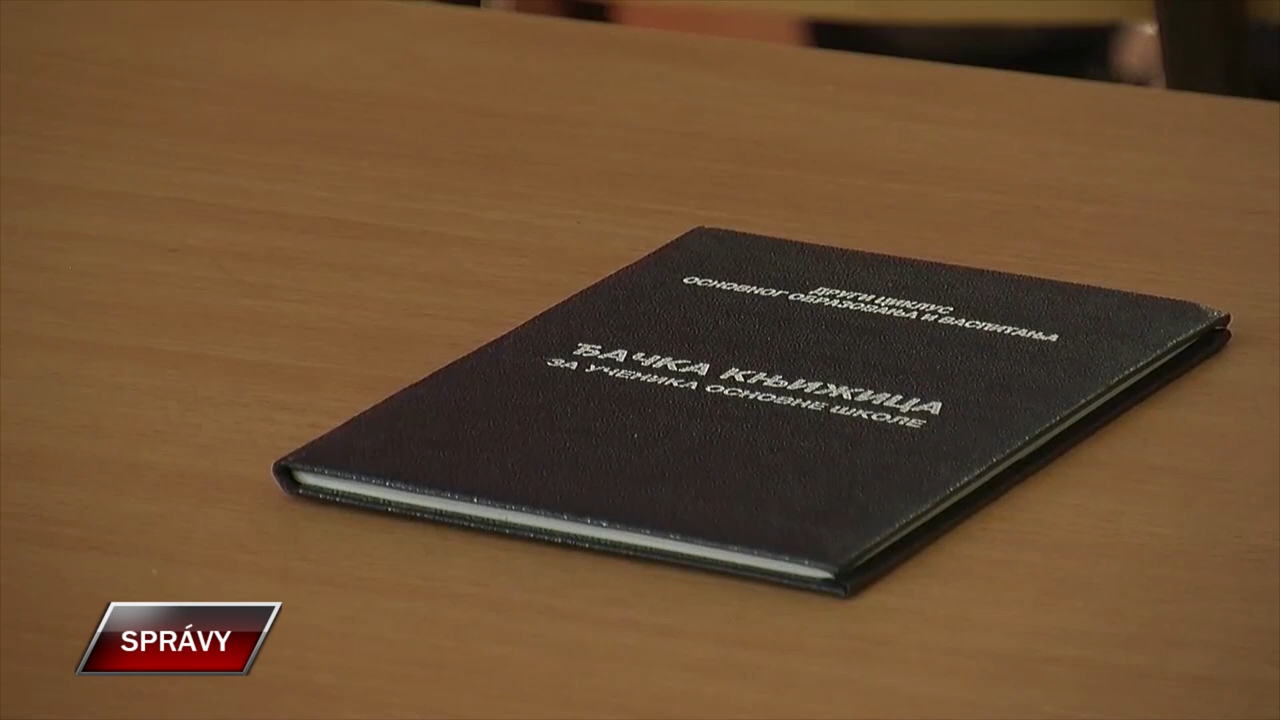 ДРУГИ ЦИКЛУС
ОСНОВНОГ ОБРАЗОВАЊА И ВАСПИТАЊА
ЂАЧКА КЊИЖИЦА
ЗА УЧЕНИКА ОСНОВНЕ ШКОЛЕ
SPRÁVY